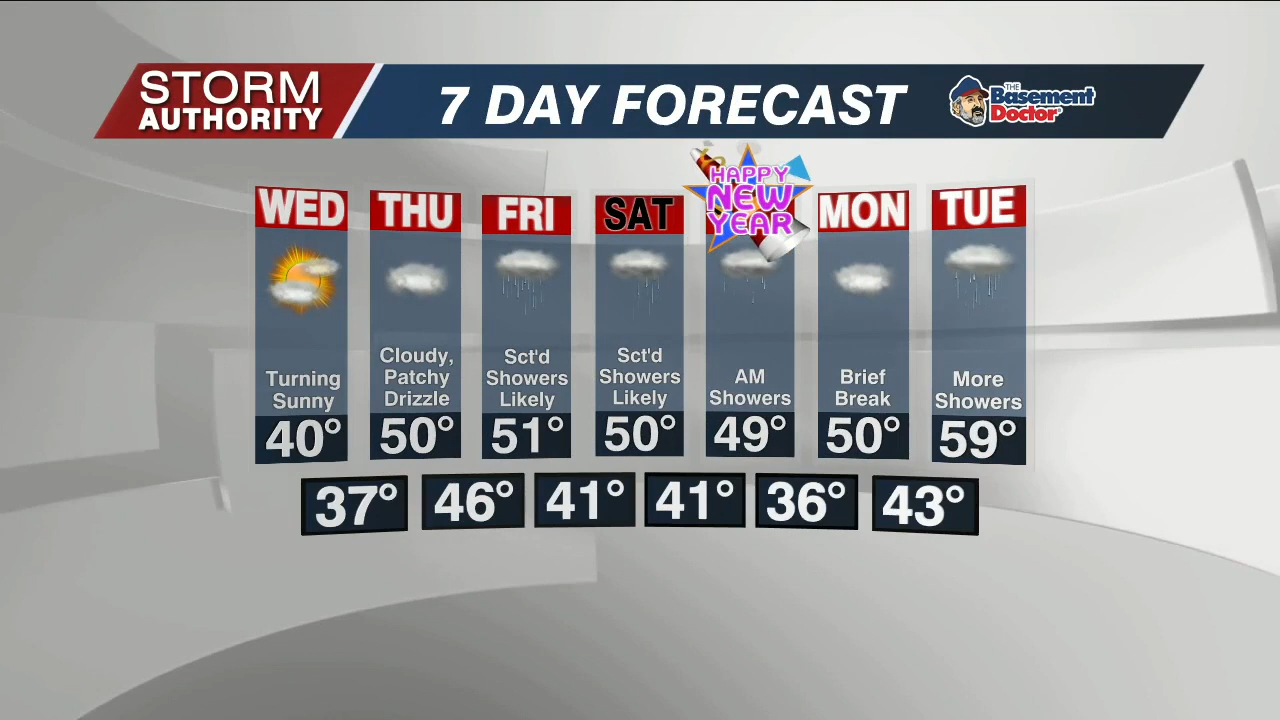 STORM
AUTHORITY
7 DAY FORECAST
THE
Basement
Doctor
WED
THU
FRI
SAT
HAPPY
NEW
YEAR
MON
TUE
Turning
Sunny
Cloudy,
Patchy
Drizzle
Sct'd
Showers
Likely
Sct'd
Showers
Likely
AM
Showers
Brief
Break
More
Showers
40°
50°
51°
50°
49°
50°
59°
37°
46°
41°
41°
36°
43°